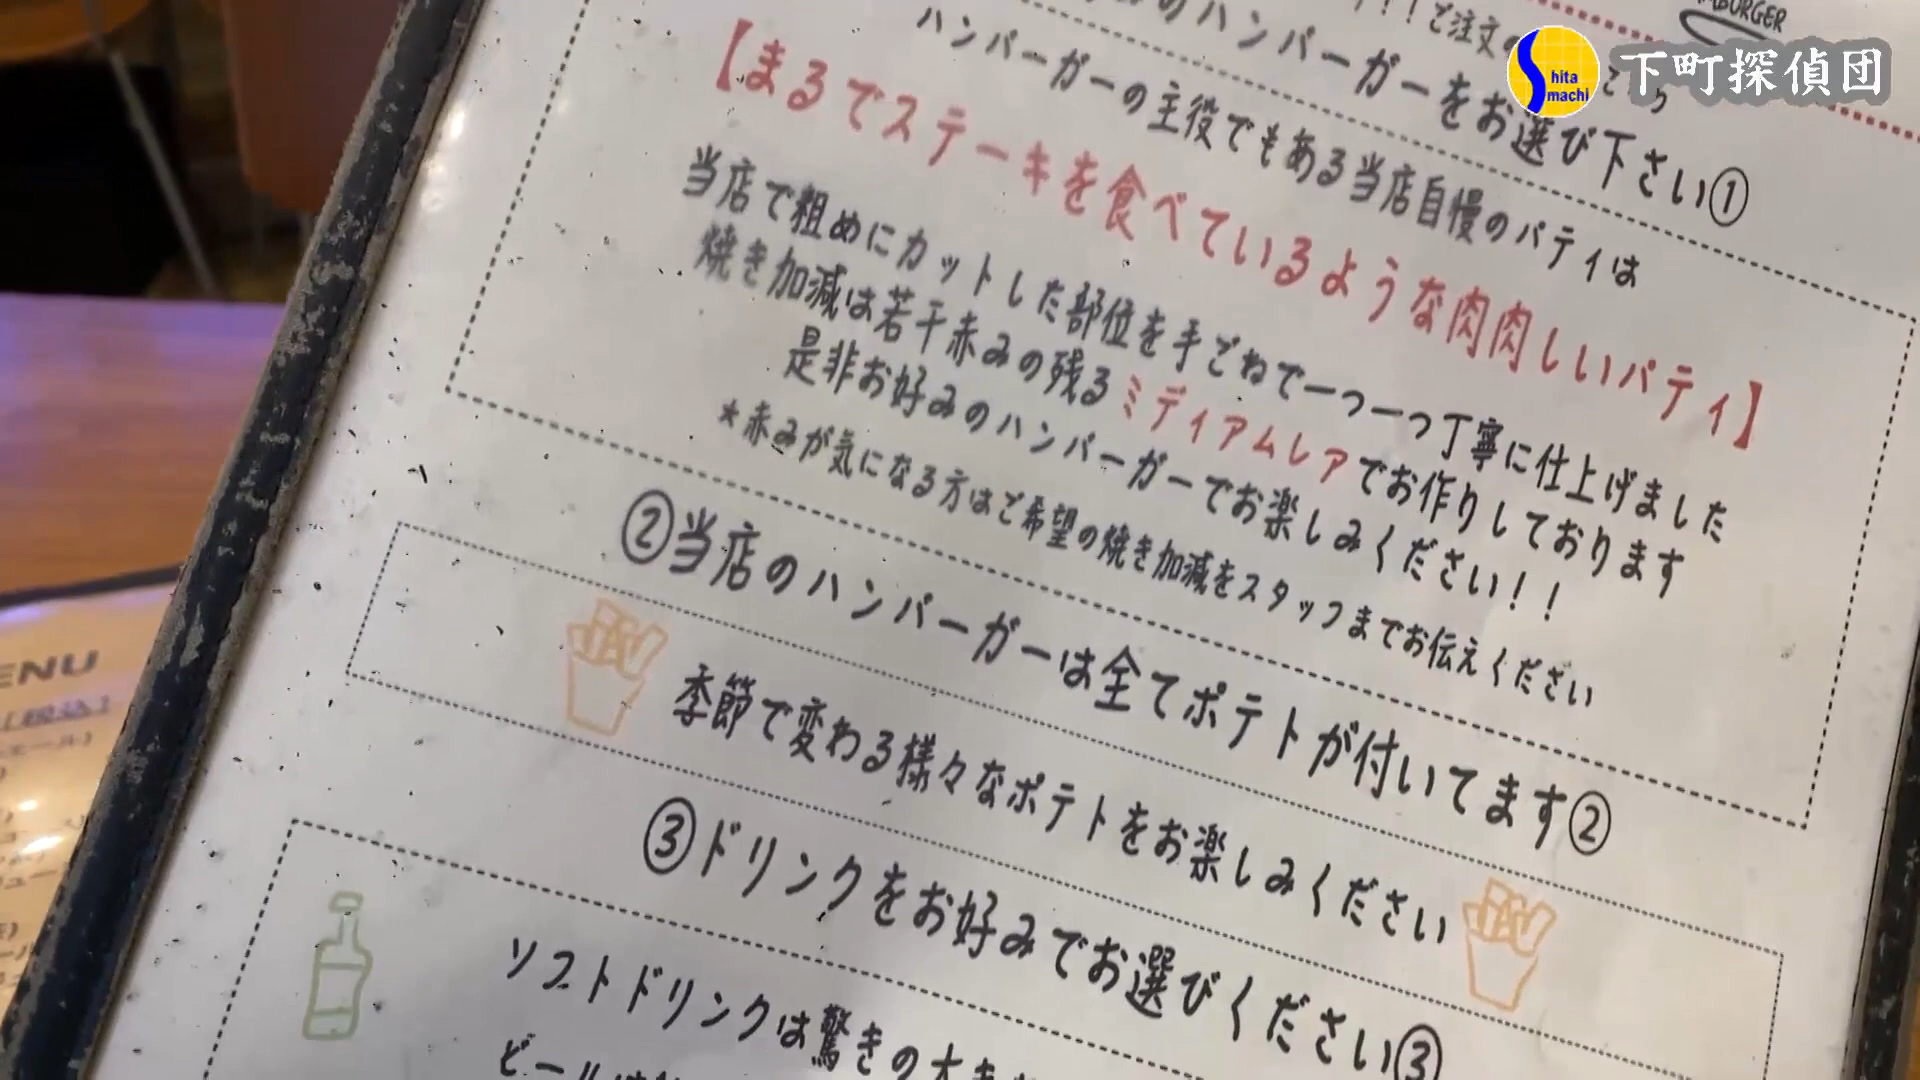 BURGER
で注文
のハンバーガーをお選び下さい①
Shita machi
下町探偵団
ハンバーガーの主役でもある当店自慢のパティは
【まるでステーキを食べているような肉肉しいパティ】
当店で粗めにカットした部位を手ごねで一つ一つ丁寧に仕上げました
焼き加減は若干赤みの残るミディアムレアでお作りしております
是非お好みのハンバーガーでお楽しみください！！
*赤みが気になる方はご希望の焼き加減をスタッフまでお伝えください
②当店のハンバーガーは全てポテトが付いてます②
季節で変わる様々なポテトをお楽しみください
③ドリンクをお好みでお選びください③
ソフトドリンクは驚きの大き
ビール
ENU